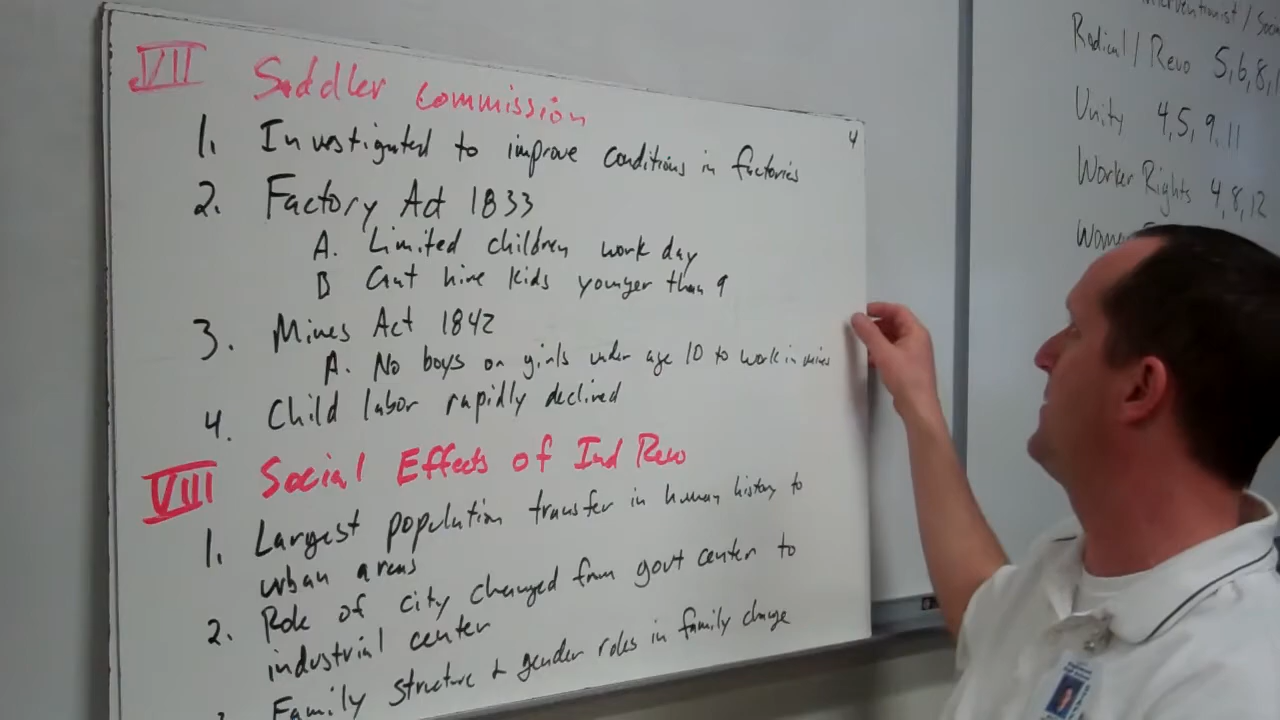 VII Saddler Commission
4
1. Investigated to improve conditions in factories
2. Factory Act 1833
A. Limited children work day
B Cant hire kids younger than 9
3. Mines Act 1842
A. No boys or girls under age 10 to work in mines
4. Child labor rapidly declined
VIII Social Effects of Ind Revo
1. Largest population transfer in human history to
urban areas
2. Role of city changed from govt center to
industrial center
Family structure & gender roles in family change
Radical / Revo 5, 6, 8, 1
Unity 4, 5, 9, 11
Worker Rights 4, 8, 12